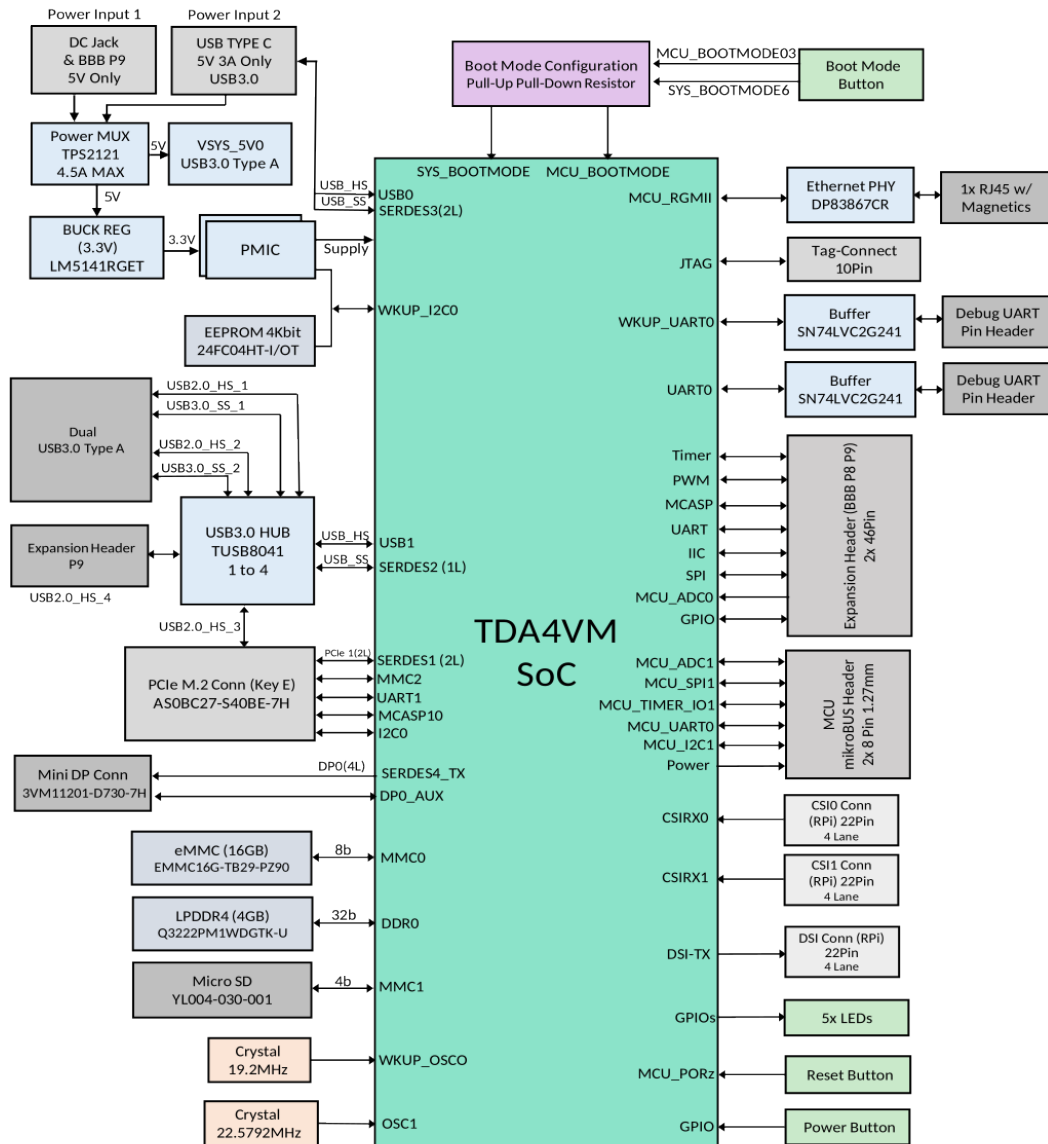 Power Input 1
Power Input 2
DC Jack
& BBB P9
5V Only
USB TYPE C
5V 3A Only
USB3.0
Boot Mode Configuration
Pull-Up Pull-Down Resistor
MCU_BOOTMODE03
SYS_BOOTMODE6
Boot Mode
Button
Power MUX
TPS2121
4.5A MAX
5V
VSYS_5V0
USB3.0 Type A
5V
BUCK REG
(3.3V)
LM5141RGET
3.3V
PMIC
Supply
EEPROM 4Kbit
24FC04HT-I/OT
USB_HS
USB_SS
SYS_BOOTMODE
MCU_BOOTMODE
USB0
SERDES3(2L)
WKUP_I2C0
MCU_RGMII
Ethernet PHY
DP83867CR
1x RJ45 w/
Magnetics
JTAG
Tag-Connect
10Pin
WKUP_UART0
Buffer
SN74LVC2G241
Debug UART
Pin Header
UART0
Buffer
SN74LVC2G241
Debug UART
Pin Header
Dual
USB3.0 Type A
USB2.0_HS_1
USB3.0_SS_1
USB2.0_HS_2
USB3.0_SS_2
USB3.0 HUB
TUSB8041
1 to 4
Expansion Header
P9
USB2.0_HS_4
USB2.0_HS_3
USB_HS
USB_SS
USB1
SERDES2 (1L)
Timer
PWM
MCASP
UART
IIC
SPI
MCU_ADC0
GPIO
Expansion Header (BBB P8 P9)
2x 46Pin
TDA4VM
SoC
PCIe M.2 Conn (Key E)
AS0BC27-S40BE-7H
PCIe 1(2L)
SERDES1 (2L)
MMC2
UART1
MCASP10
I2C0
MCU_ADC1
MCU_SPI1
MCU_TIMER_IO1
MCU_UART0
MCU_I2C1
Power
MCU
mikroBUS Header
2x 8 Pin 1.27mm
Mini DP Conn
3VM11201-D730-7H
DP0(4L)
SERDES4_TX
DP0_AUX
CSIRX0
CSI0 Conn
(RPi) 22Pin
4 Lane
eMMC (16GB)
EMMC16G-TB29-PZ90
8b
MMC0
CSIRX1
CSI1 Conn
(RPi) 22Pin
4 Lane
LPDDR4 (4GB)
Q3222PM1WDGTK-U
32b
DDR0
DSI-TX
DSI Conn (RPi)
22Pin
4 Lane
Micro SD
YL004-030-001
4b
MMC1
GPIOs
5x LEDs
Crystal
19.2MHz
WKUP_OSCO
MCU_PORz
Reset Button
Crystal
22.5792MHz
OSC1
GPIO
Power Button